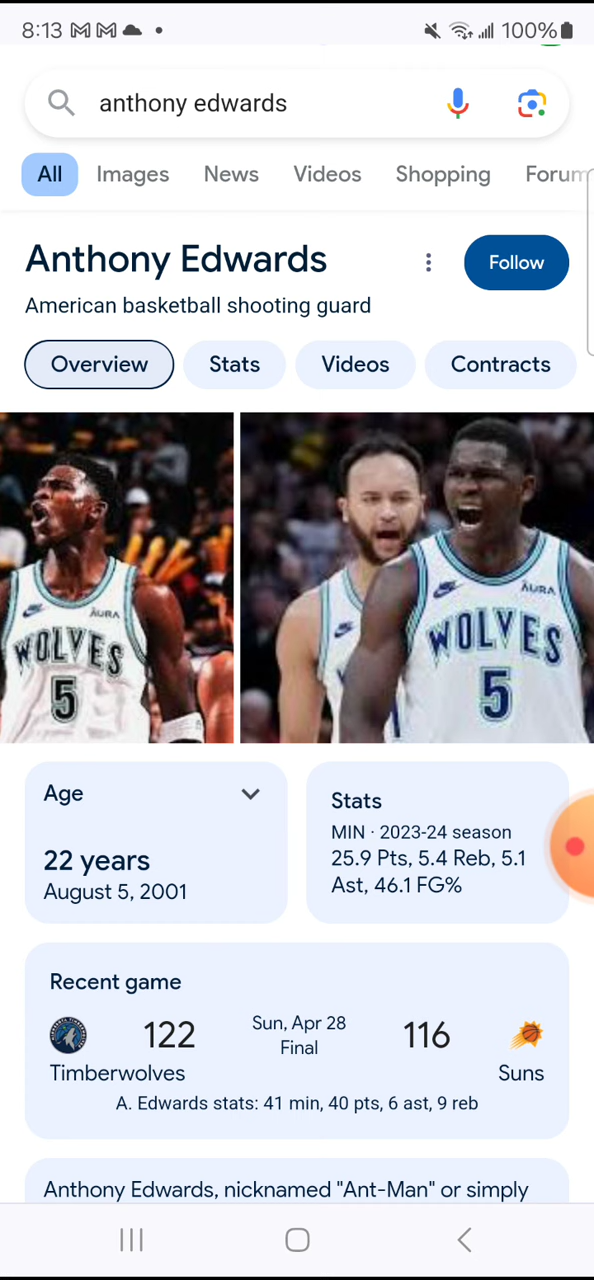 8:13
100%
anthony edwards
All Images News Videos Shopping Forum
Anthony Edwards
Follow
American basketball shooting guard
Overview Stats Videos Contracts
AURA
WOLVES
5
AURA
WOLVES
5
Age
22 years
August 5, 2001
Stats
MIN · 2023-24 season
25.9 Pts, 5.4 Reb, 5.1
Ast, 46.1 FG%
Recent game
122
Sun, Apr 28
Final
116
Timberwolves
Suns
A. Edwards stats: 41 min, 40 pts, 6 ast, 9 reb
Anthony Edwards, nicknamed "Ant-Man" or simply